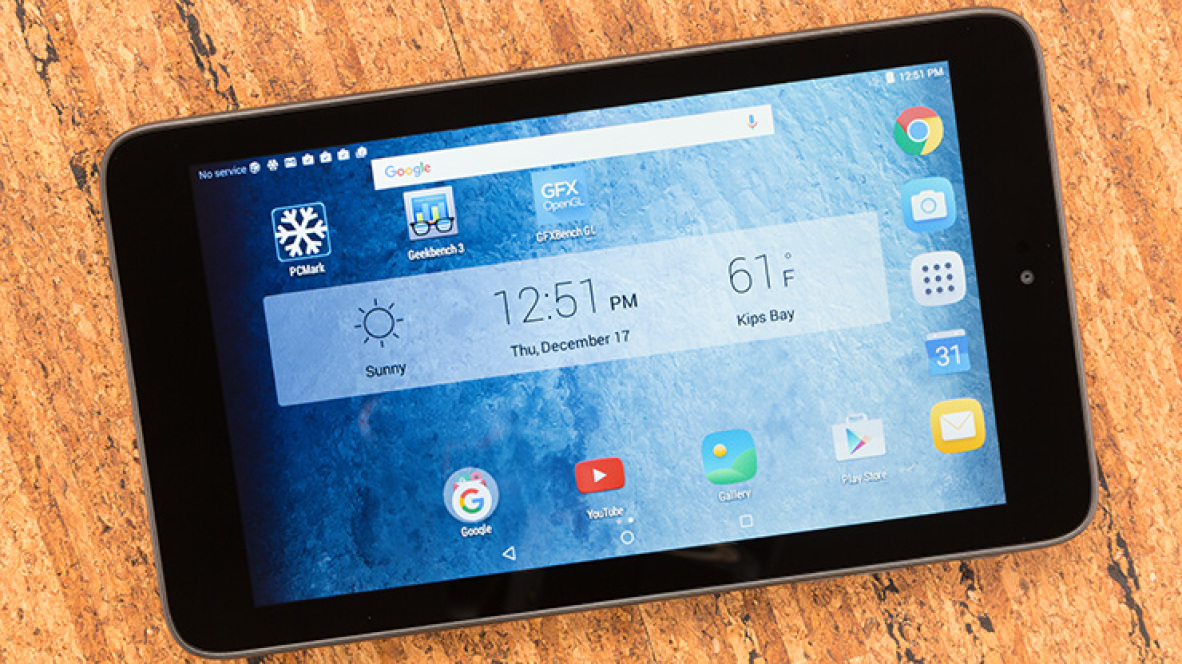 No service
12:51 PM
Google
PCMark
Geekbench 3
GFX
OpenGL
GFXBench GL
12:51 PM
61°F
Sunny
Thu, December 17
Kips Bay
31
G
Google
YouTube
Gallery
Play Store